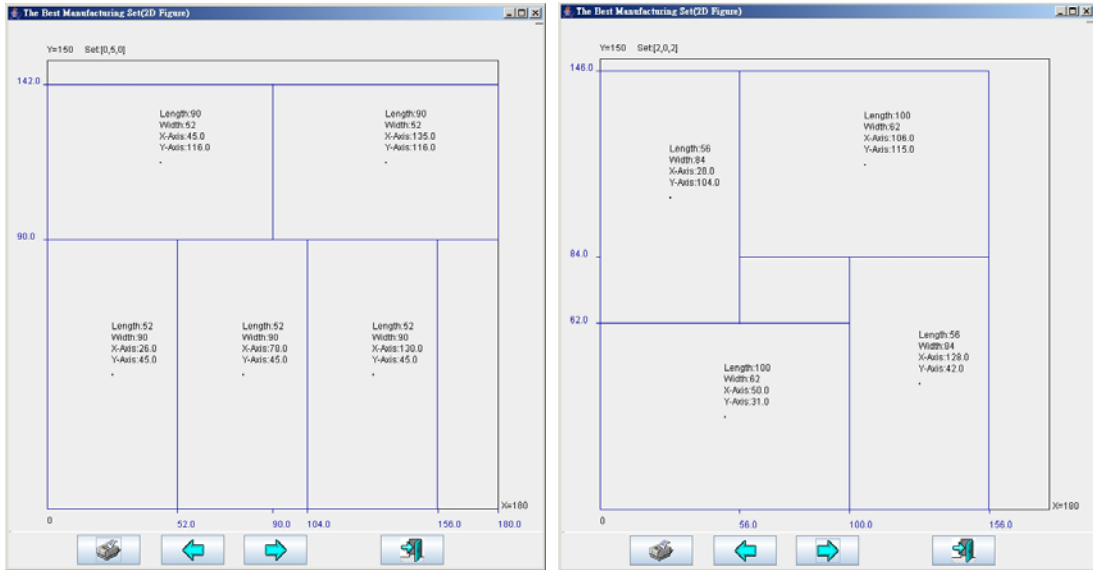 The Best Manufacturing Set(2D Figure)
Y=150 Set:[0,5,0]
142.0
Length:90
Width:52
X-Axis:45.0
Y-Axis:116.0
Length:90
Width:52
X-Axis:135.0
Y-Axis:116.0
90.0
Length:52
Width:90
X-Axis:26.0
Y-Axis:45.0
Length:52
Width:90
X-Axis:78.0
Y-Axis:45.0
Length:52
Width:90
X-Axis:130.0
Y-Axis:45.0
X=180
0 52.0 90.0 104.0 156.0 180.0
The Best Manufacturing Set(2D Figure)
Y=150 Set:[2,0,2]
146.0
Length:56
Width:84
X-Axis:28.0
Y-Axis:104.0
Length:100
Width:62
X-Axis:106.0
Y-Axis:115.0
84.0
62.0
Length:100
Width:62
X-Axis:50.0
Y-Axis:31.0
Length:56
Width:84
X-Axis:128.0
Y-Axis:42.0
X=180
0 56.0 100.0 156.0